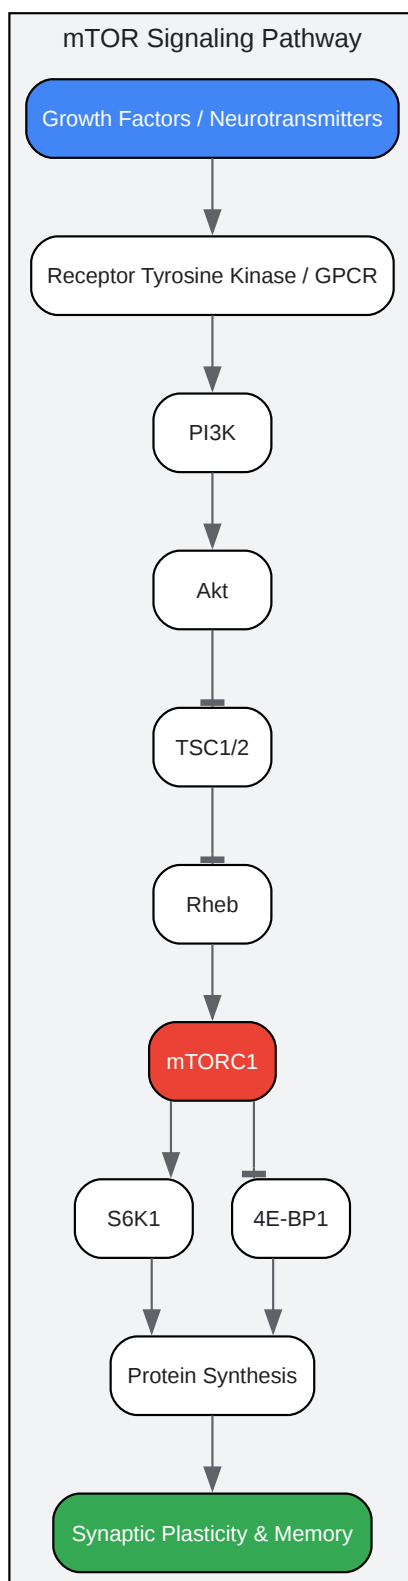 mTOR Signaling Pathway
Growth Factors / Neurotransmitters
Receptor Tyrosine Kinase / GPCR
PI3K
Akt
TSC1/2
Rheb
mTORC1
S6K1
4E-BP1
Protein Synthesis
Synaptic Plasticity & Memory